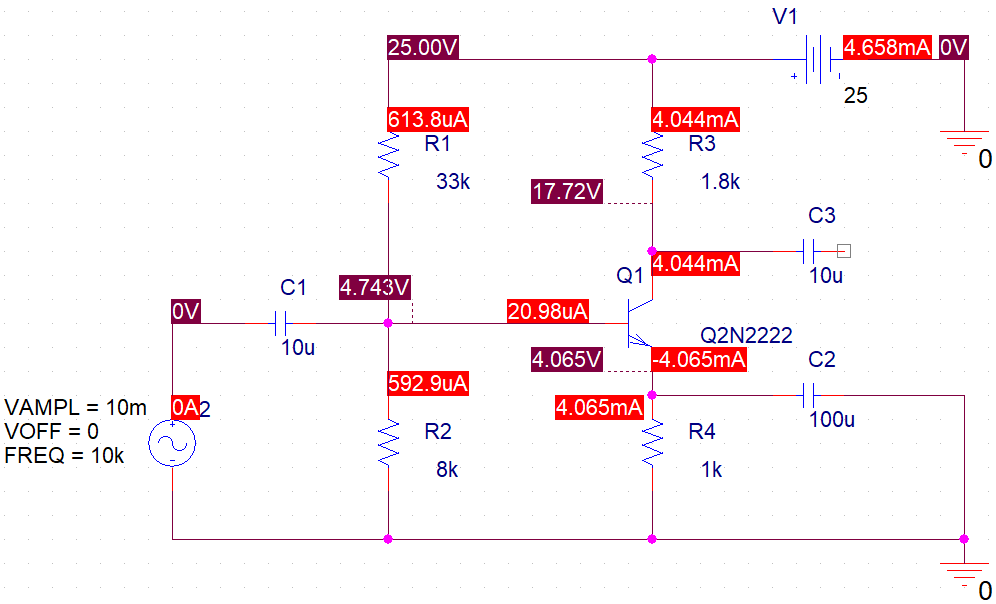 V1
25.00V
4.658mA
0V
25
613.8uA
4.044mA
R1
R3
0
33k
1.8k
17.72V
C3
4.044mA
10u
Q1
C1
4.743V
0V
20.98uA
10u
Q2N2222
4.065V
-4.065mA
C2
592.9uA
VAMPL = 10m
0A
2
4.065mA
100u
VOFF = 0
R2
R4
FREQ = 10k
8k
1k
0